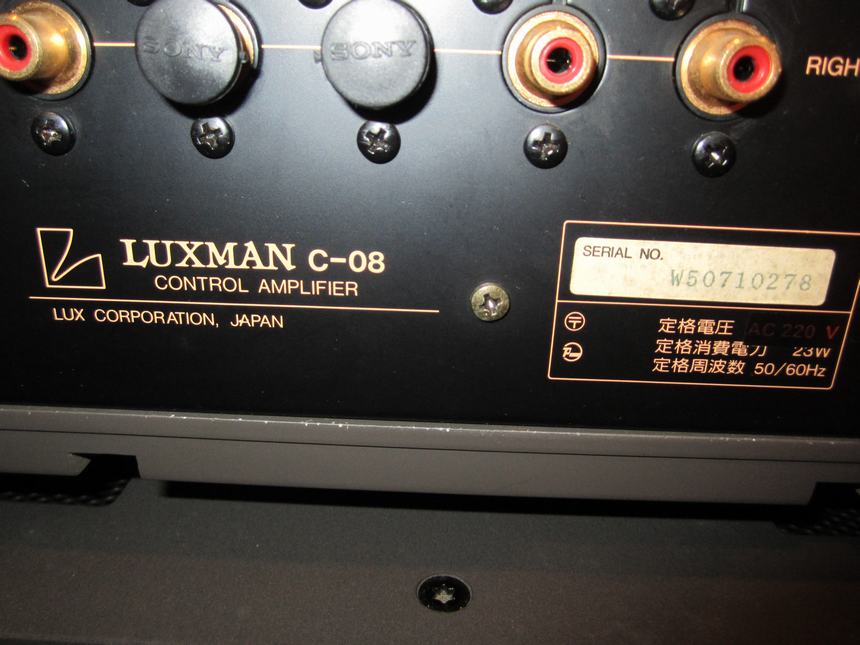 SONY
SONY
RIGH
LUXMAN C-08
CONTROL AMPLIFIER
LUX CORPORATION, JAPAN
SERIAL NO.
W50710278
定格電圧 AC 220 V
定格消費電力 23W
定格周波数 50/60Hz